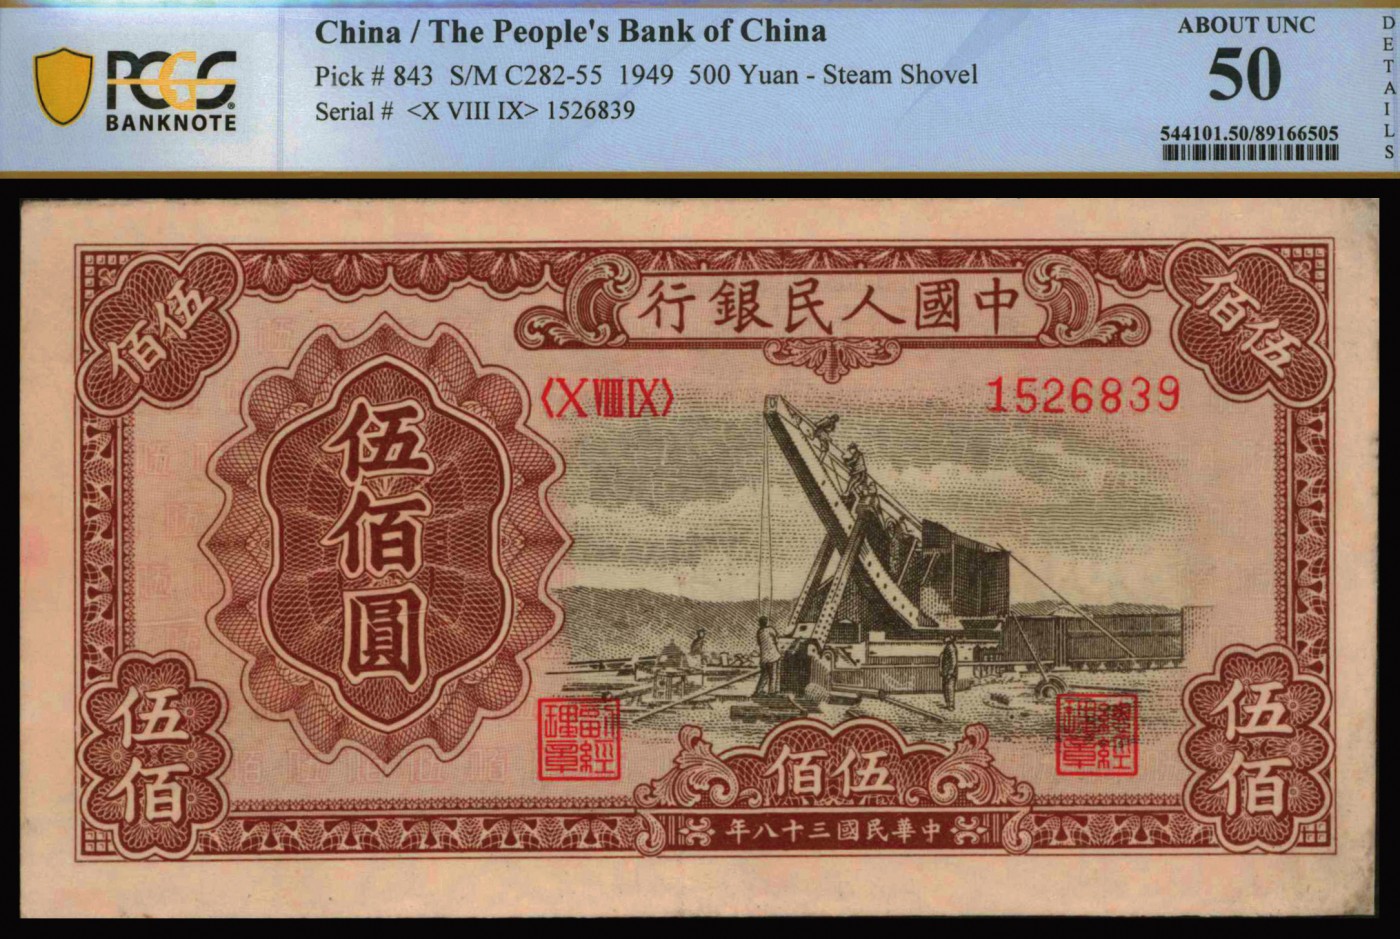 China / The People's Bank of China
Pick # 843 S/M C282-55 1949 500 Yuan - Steam Shovel
Serial # <X VIII IX> 1526839
PCGS
BANKNOTE
ABOUT UNC
50
544101.50/89166505
DETAILS
行銀民人國中
佰伍
佰伍
〈X VIII IX〉
1526839
伍佰圓
伍佰
佰伍
伍佰
年八十三國民華中